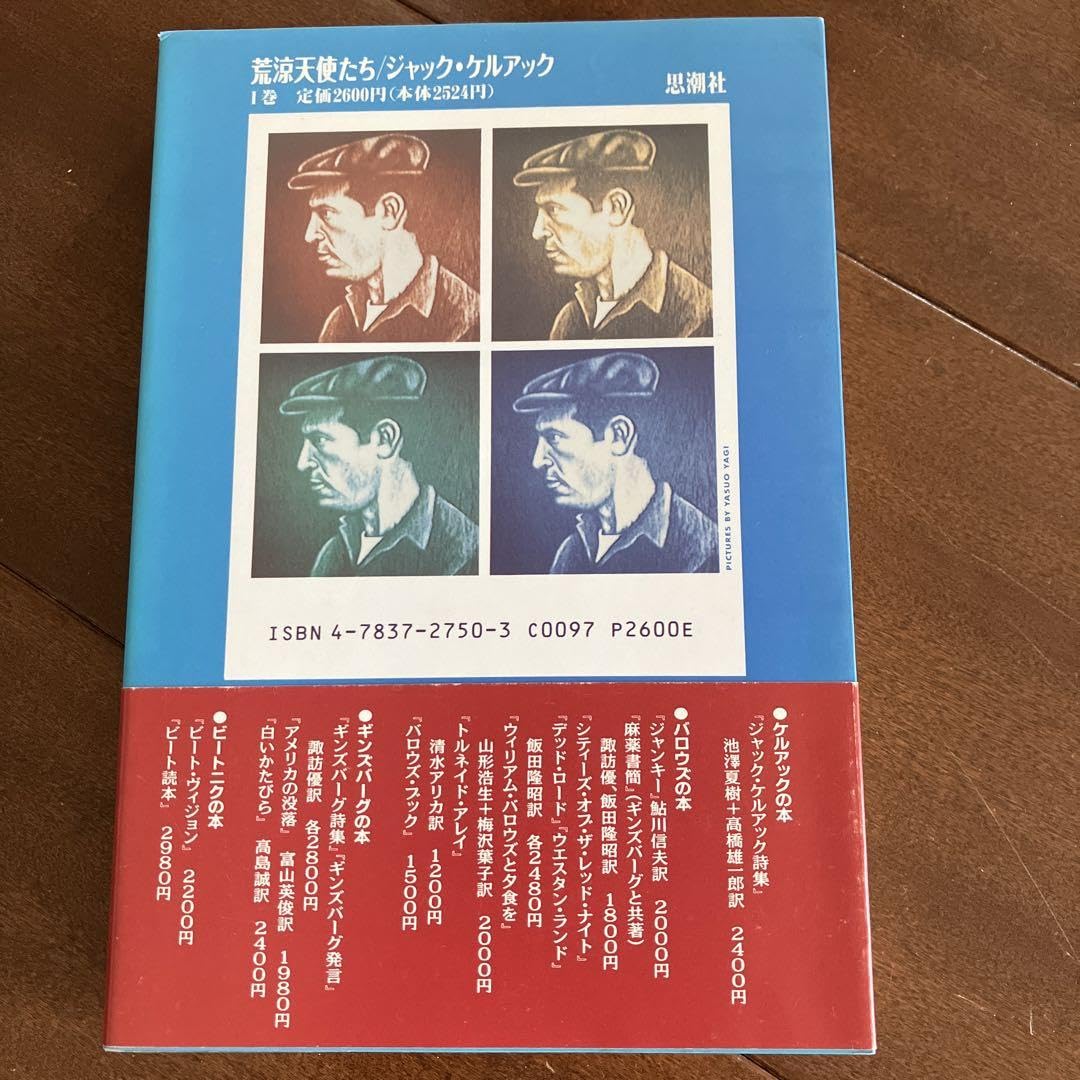 荒涼天使たち/ジャック・ケルアック
I巻 定価2600円(本体2524円)
思潮社
PICTURES BY YASUO YAGI
ISBN 4-7837-2750-3 C0097 P2600E
●ケルアックの本
『ジャック・ケルアック詩集』
池澤夏樹+高橋雄一郎訳 2400円
●バロウズの本
『ジャンキー』鮎川信夫訳 2000円
『麻薬書簡』(ギンズバーグと共著)
諏訪優、飯田隆昭訳 1800円
『シティーズ・オブ・ザ・レッド・ナイト』
『デッド・ロード』『ウエスタン・ランド』
飯田隆昭訳 各2480円
『ウィリアム・バロウズと夕食を』
山形浩生+梅沢葉子訳 2000円
『トルネイド・アレイ』
清水アリカ訳 1200円
『バロウズ・ブック』 1500円
●ギンズバーグの本
『ギンズバーグ詩集』『ギンズバーグ発言』
諏訪優訳 各2800円
『アメリカの没落』 富山英俊訳 1980円
『白いかたびら』 高島誠訳 2400円
●ビートニクの本
『ビート・ヴィジョン』 2200円
『ビート読本』 2980円